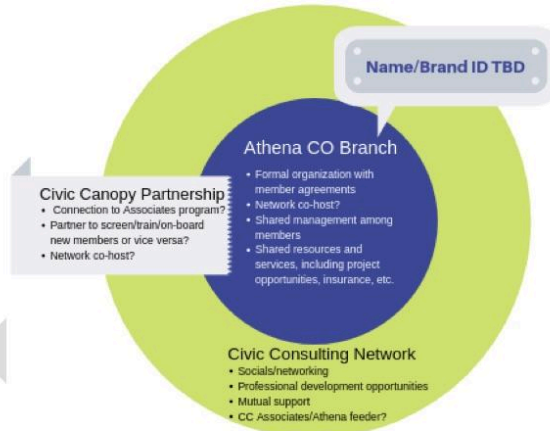 Name/Brand ID TBD
Athena CO Branch
• Formal organization with
member agreements
• Network co-host?
• Shared management among
members
• Shared resources and
services, including project
opportunities, insurance, etc.
Civic Canopy Partnership
• Connection to Associates program?
• Partner to screen/train/on-board
new members or vice versa?
• Network co-host?
Civic Consulting Network
• Socials/networking
• Professional development opportunities
• Mutual support
• CC Associates/Athena feeder?